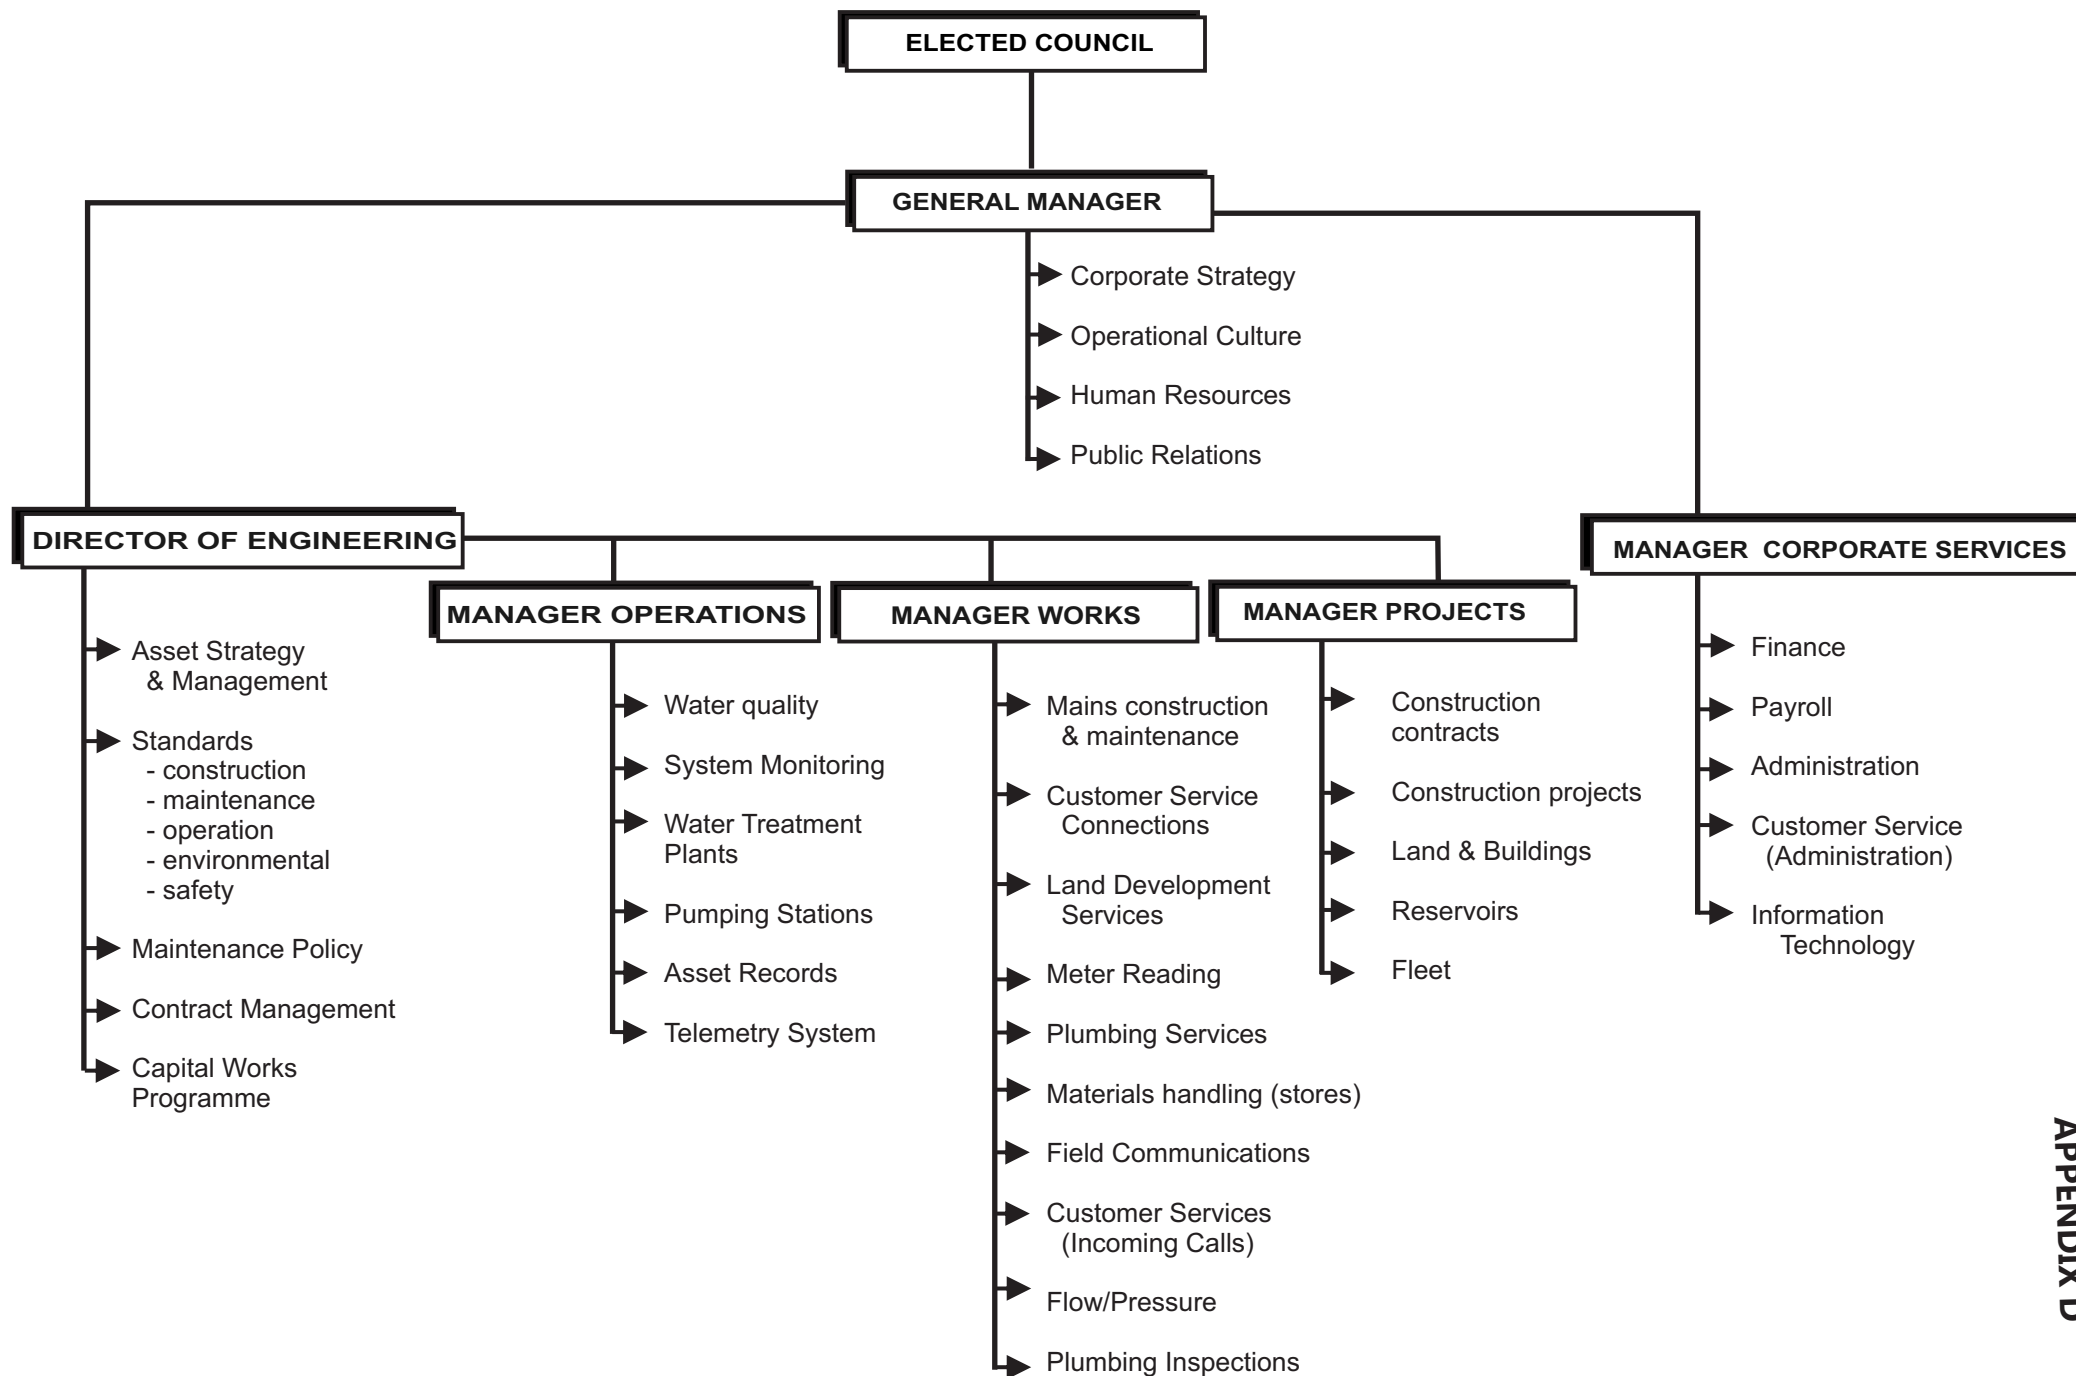 ELECTED COUNCIL
GENERAL MANAGER
Corporate Strategy
Operational Culture
Human Resources
Public Relations
DIRECTOR OF ENGINEERING
Asset Strategy
& Management
Standards
- construction
- maintenance
- operation
- environmental
- safety
Maintenance Policy
Contract Management
Capital Works
Programme
MANAGER OPERATIONS
Water quality
System Monitoring
Water Treatment
Plants
Pumping Stations
Asset Records
Telemetry System
MANAGER WORKS
Mains construction
& maintenance
Customer Service
Connections
Land Development
Services
Meter Reading
Plumbing Services
Materials handling (stores)
Field Communications
Customer Services
(Incoming Calls)
Flow/Pressure
Plumbing Inspections
MANAGER PROJECTS
Construction
contracts
Construction projects
Land & Buildings
Reservoirs
Fleet
MANAGER CORPORATE SERVICES
Finance
Payroll
Administration
Customer Service
(Administration)
Information
Technology
APPENDIX D